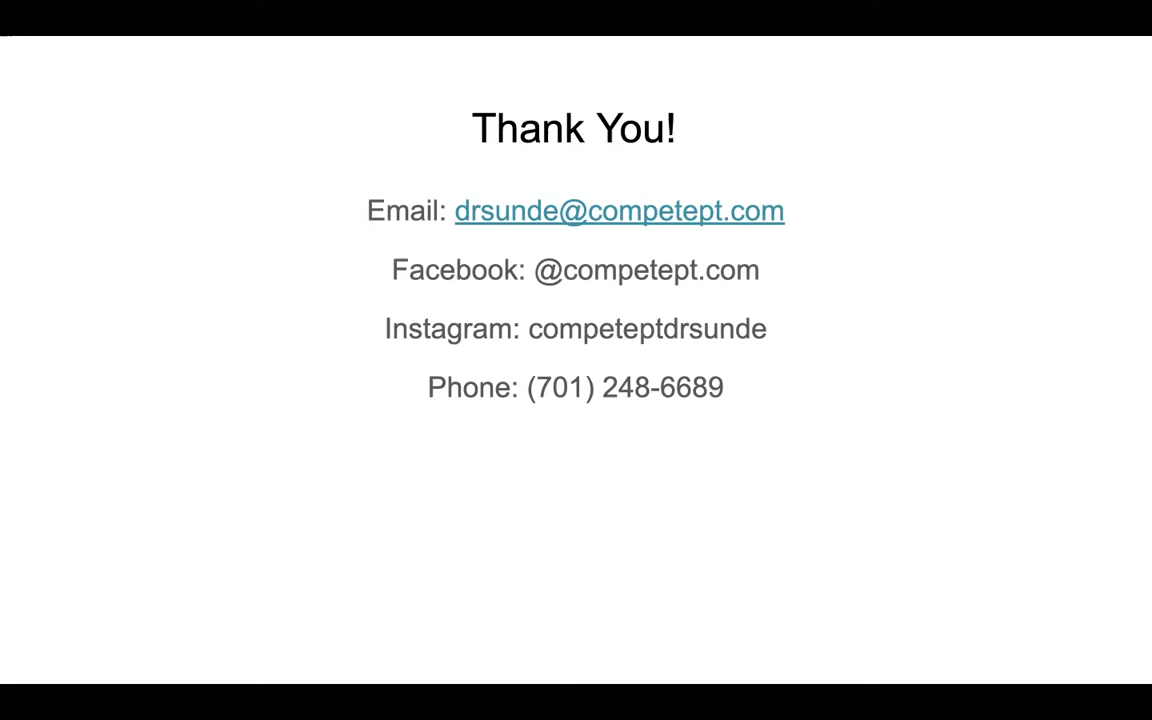 Thank You!
Email: drsunde@competept.com
Facebook: @competept.com
Instagram: competeptdrsunde
Phone: (701) 248-6689